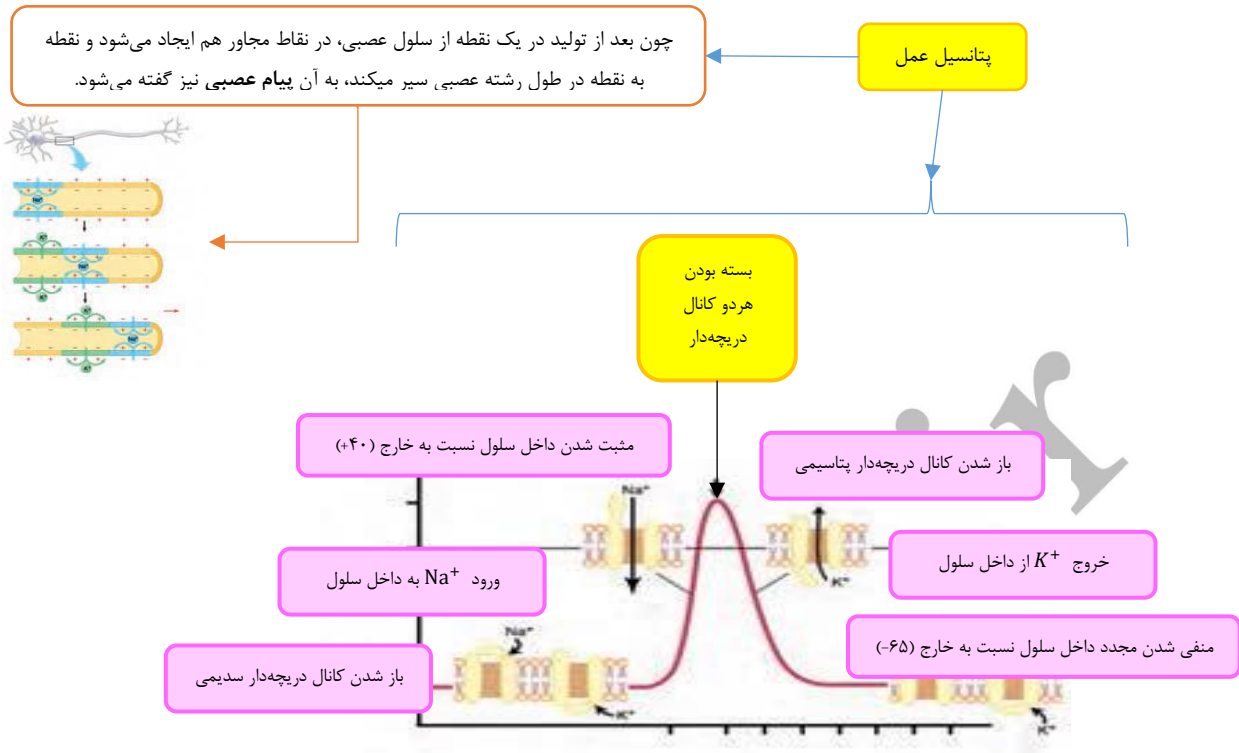 پتانسیل عمل
چون بعد از تولید در یک نقطه از سلول عصبی، در نقاط مجاور هم ایجاد می‌شود و نقطه
به نقطه در طول رشته عصبی سیر میکند، به آن پیام عصبی نیز گفته می‌شود.
Na⁺
K⁺
K⁺
Na⁺
K⁺
Na⁺
K⁺
بسته بودن
هردو کانال
دریچه‌دار
مثبت شدن داخل سلول نسبت به خارج (۴۰+)
باز شدن کانال دریچه‌دار پتاسیمی
Na⁺
K⁺
ورود Na⁺ به داخل سلول
خروج K⁺ از داخل سلول
Na⁺
K⁺
باز شدن کانال دریچه‌دار سدیمی
منفی شدن مجدد داخل سلول نسبت به خارج (۶۵-)
K⁺